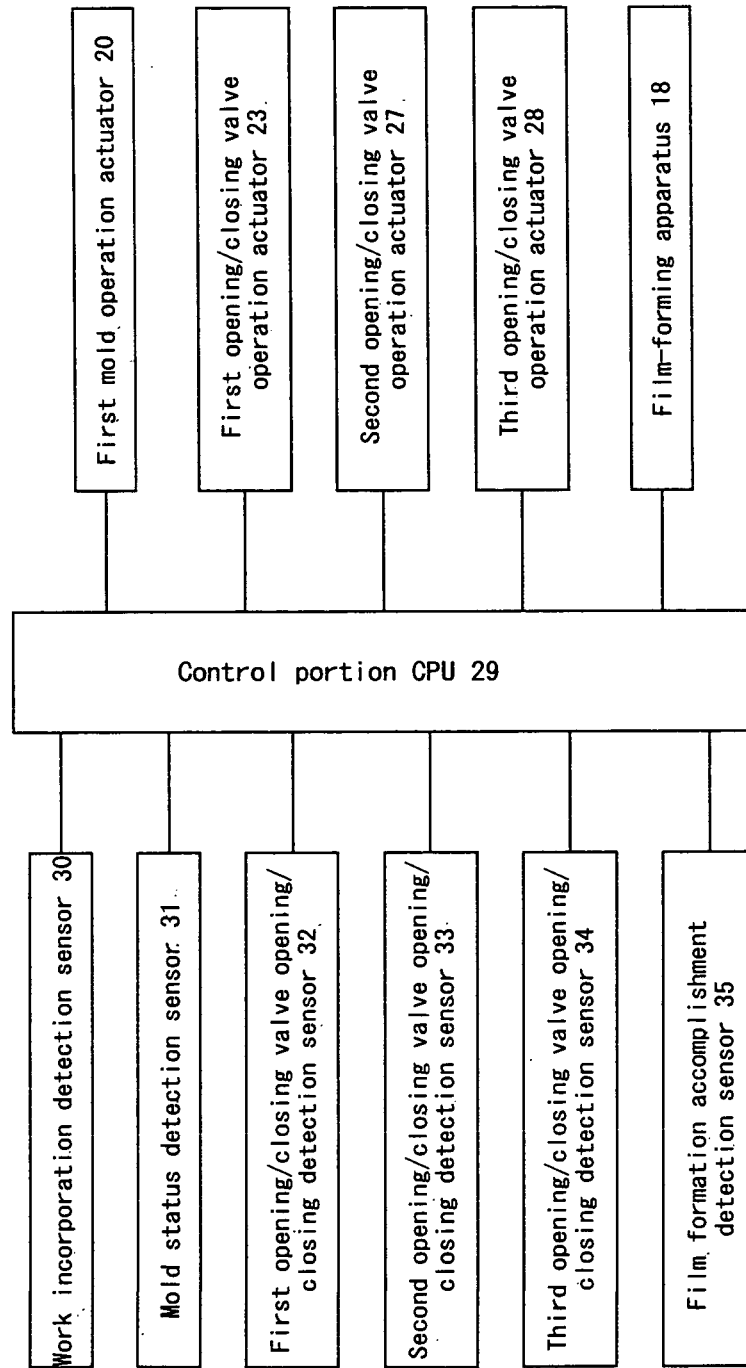 Work incorporation detection sensor 30
Mold status detection sensor 31
First opening/closing valve opening/
closing detection sensor 32
Second opening/closing valve opening/
closing detection sensor 33
Third opening/closing valve opening/
closing detection sensor 34
Film formation accomplishment
detection sensor 35
Control portion CPU 29
First mold operation actuator 20
First opening/closing valve
operation actuator 23
Second opening/closing valve
operation actuator 27
Third opening/closing valve
operation actuator 28
Film-forming apparatus 18